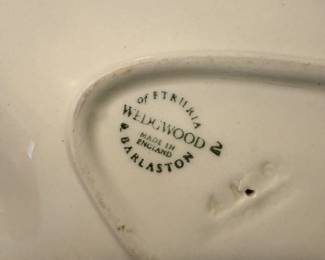 of ETRURIA
WEDGWOOD
MADE IN
ENGLAND
& BARLASTON
2